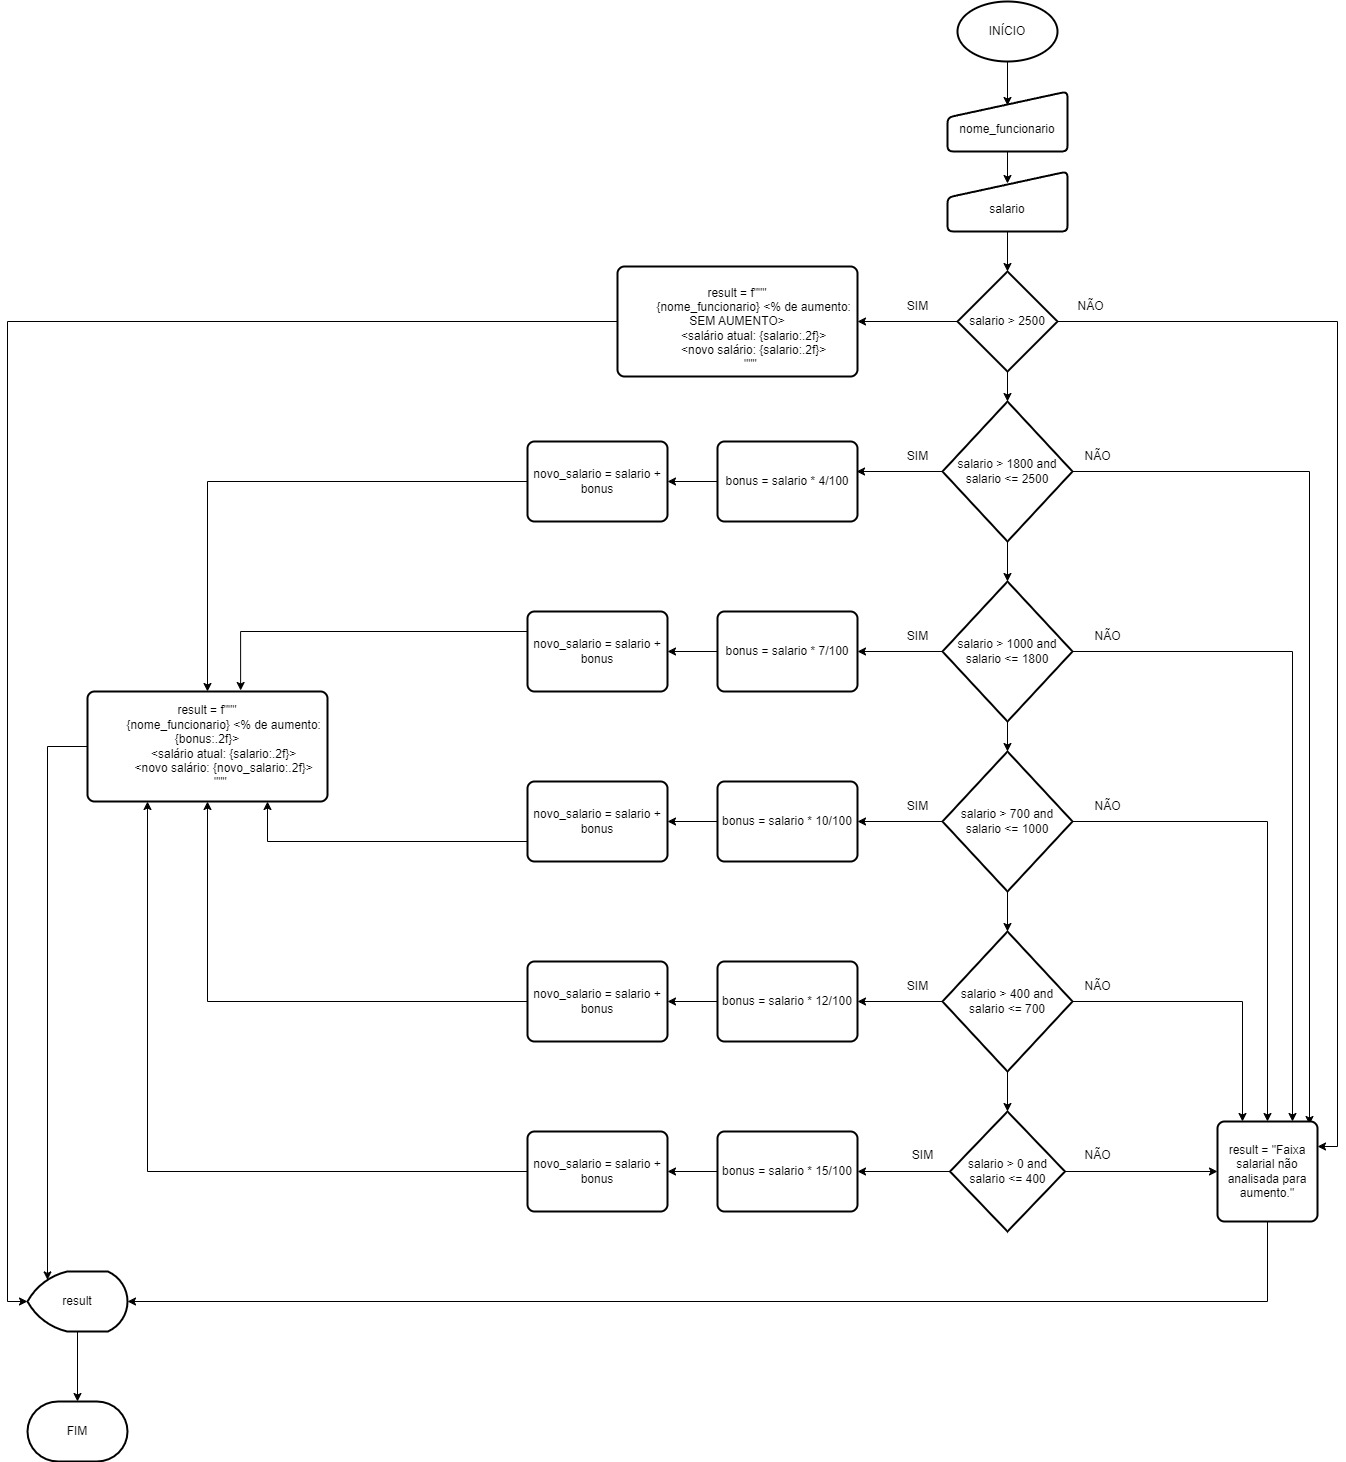 INÍCIO
nome_funcionario
salario
result = f"""
{nome_funcionario} <% de aumento:
SEM AUMENTO>
<salário atual: {salario:.2f}>
<novo salário: {salario:.2f}>
"""
SIM
salario > 2500
NÃO
novo_salario = salario +
bonus
bonus = salario * 4/100
SIM
salario > 1800 and
salario <= 2500
NÃO
novo_salario = salario +
bonus
bonus = salario * 7/100
SIM
salario > 1000 and
salario <= 1800
NÃO
result = f"""
{nome_funcionario} <% de aumento:
{bonus:.2f}>
<salário atual: {salario:.2f}>
<novo salário: {novo_salario:.2f}>
"""
novo_salario = salario +
bonus
bonus = salario * 10/100
SIM
salario > 700 and
salario <= 1000
NÃO
novo_salario = salario +
bonus
bonus = salario * 12/100
SIM
salario > 400 and
salario <= 700
NÃO
novo_salario = salario +
bonus
bonus = salario * 15/100
SIM
salario > 0 and
salario <= 400
NÃO
result = "Faixa
salarial não
analisada para
aumento."
result
FIM